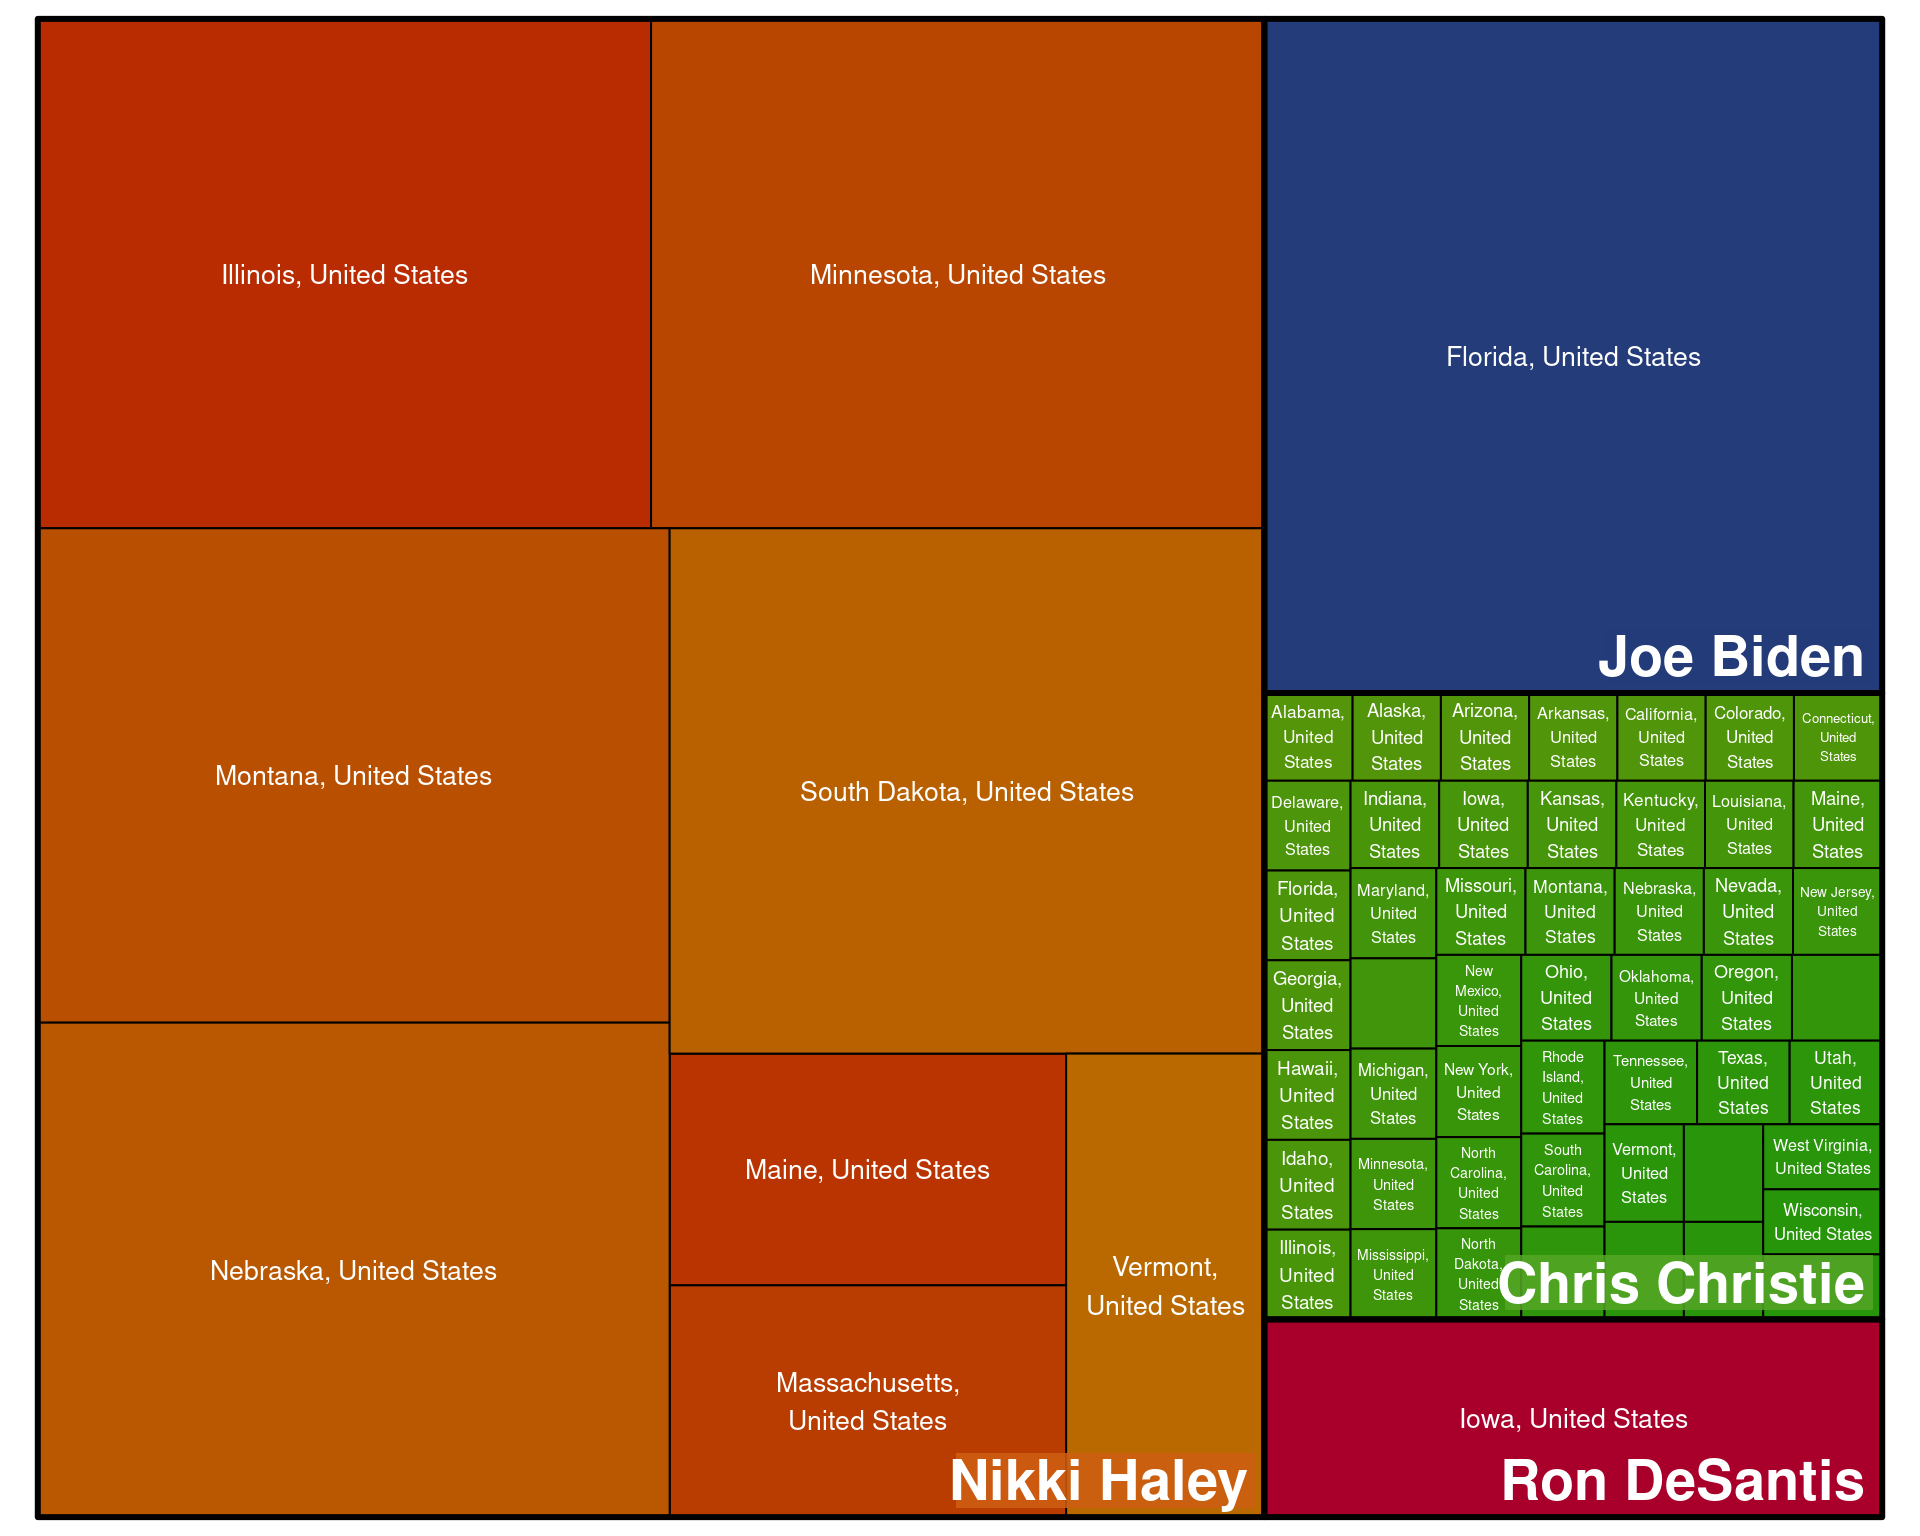 Illinois, United States
Minnesota, United States
Montana, United States
South Dakota, United States
Nebraska, United States
Maine, United States
Massachusetts,
United States
Vermont,
United States
Nikki Haley
Florida, United States
Joe Biden
Alabama,
United
States
Alaska,
United
States
Arizona,
United
States
Arkansas,
United
States
California,
United
States
Colorado,
United
States
Connecticut,
United
States
Delaware,
United
States
Indiana,
United
States
Iowa,
United
States
Kansas,
United
States
Kentucky,
United
States
Louisiana,
United
States
Maine,
United
States
Florida,
United
States
Maryland,
United
States
Missouri,
United
States
Montana,
United
States
Nebraska,
United
States
Nevada,
United
States
New Jersey,
United
States
Georgia,
United
States
New
Mexico,
United
States
Ohio,
United
States
Oklahoma,
United
States
Oregon,
United
States
Hawaii,
United
States
Michigan,
United
States
New York,
United
States
Rhode
Island,
United
States
Tennessee,
United
States
Texas,
United
States
Utah,
United
States
Idaho,
United
States
Minnesota,
United
States
North
Carolina,
United
States
South
Carolina,
United
States
Vermont,
United
States
West Virginia,
United States
Wisconsin,
United States
Illinois,
United
States
Mississippi,
United
States
North
Dakota,
United
States
Chris Christie
Iowa, United States
Ron DeSantis